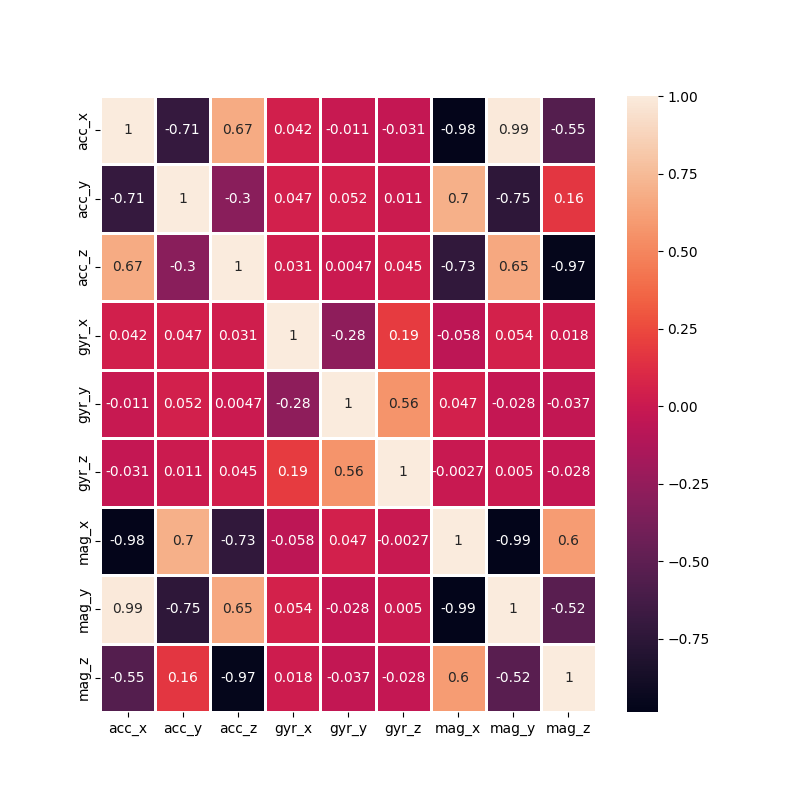 acc_x 1 -0.71 0.67 0.042 -0.011 -0.031 -0.98 0.99 -0.55
acc_y -0.71 1 -0.3 0.047 0.052 0.011 0.7 -0.75 0.16
acc_z 0.67 -0.3 1 0.031 0.0047 0.045 -0.73 0.65 -0.97
gyr_x 0.042 0.047 0.031 1 -0.28 0.19 -0.058 0.054 0.018
gyr_y -0.011 0.052 0.0047 -0.28 1 0.56 0.047 -0.028 -0.037
gyr_z -0.031 0.011 0.045 0.19 0.56 1 -0.0027 0.005 -0.028
mag_x -0.98 0.7 -0.73 -0.058 0.047 -0.0027 1 -0.99 0.6
mag_y 0.99 -0.75 0.65 0.054 -0.028 0.005 -0.99 1 -0.52
mag_z -0.55 0.16 -0.97 0.018 -0.037 -0.028 0.6 -0.52 1
acc_x acc_y acc_z gyr_x gyr_y gyr_z mag_x mag_y mag_z
1.00
0.75
0.50
0.25
0.00
−0.25
−0.50
−0.75